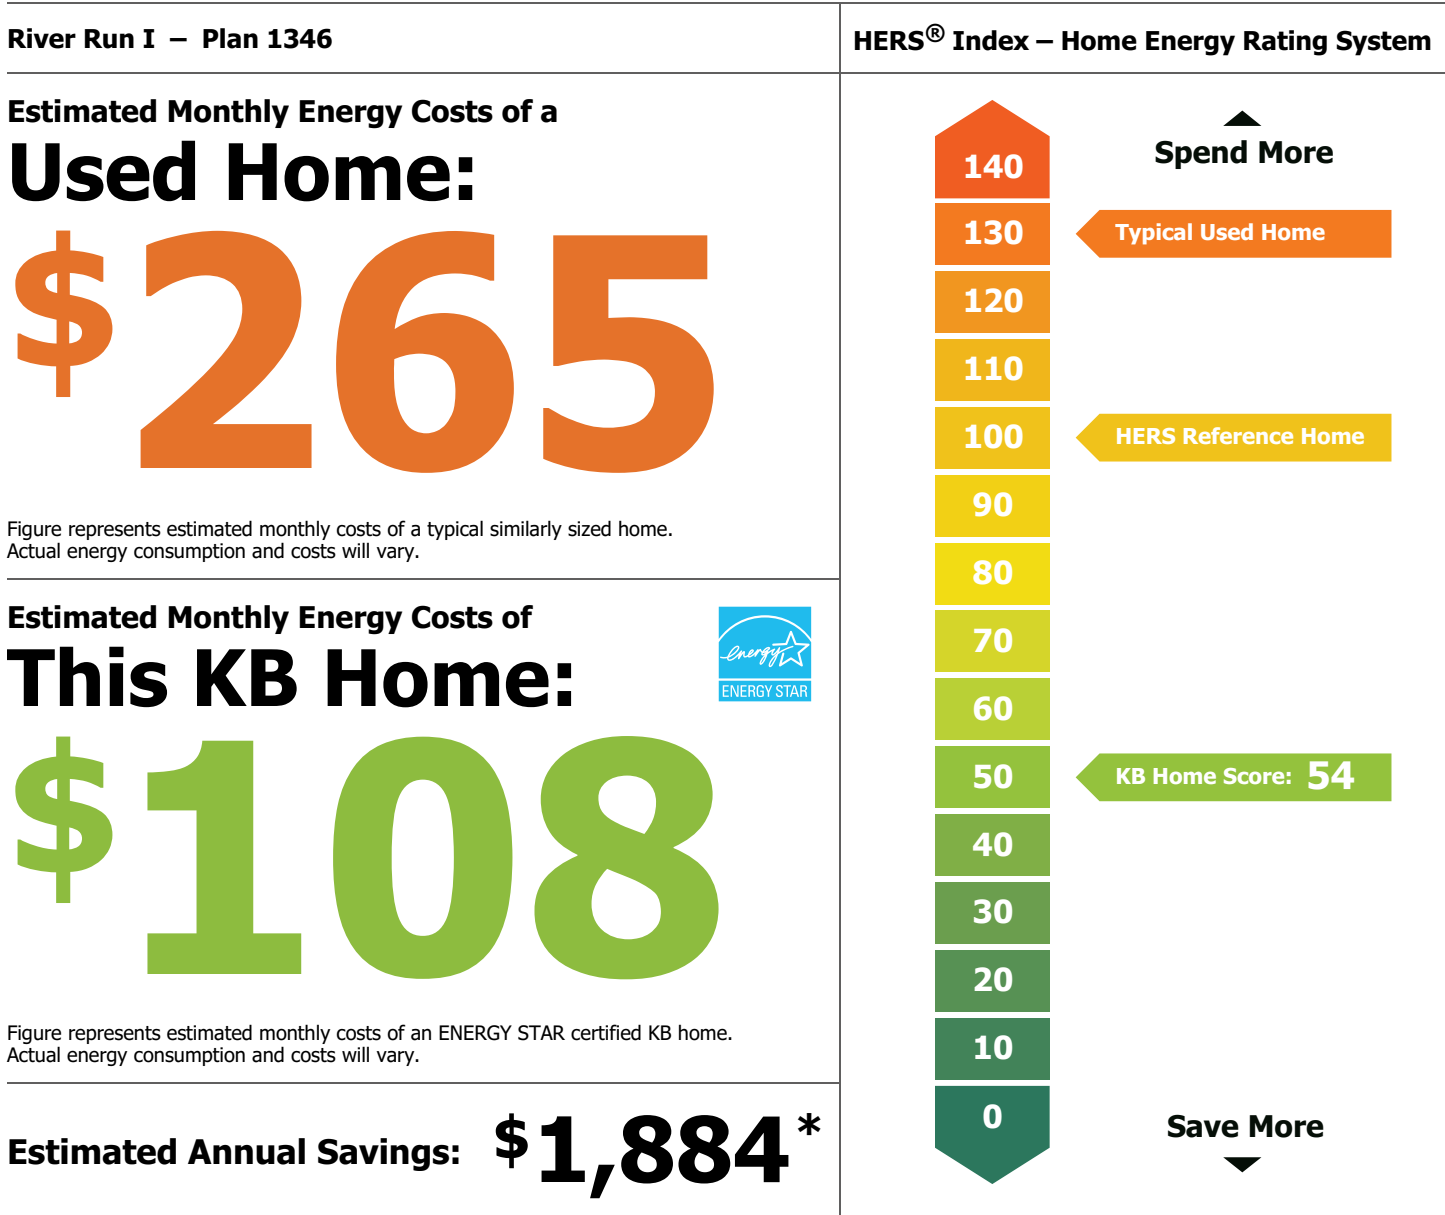 River Run I – Plan 1346
Estimated Monthly Energy Costs of a
Used Home:
$265
Figure represents estimated monthly costs of a typical similarly sized home.
Actual energy consumption and costs will vary.
Estimated Monthly Energy Costs of
This KB Home:
energy
ENERGY STAR
$108
Figure represents estimated monthly costs of an ENERGY STAR certified KB home.
Actual energy consumption and costs will vary.
Estimated Annual Savings: $1,884*
HERS® Index – Home Energy Rating System
Spend More
140
130 Typical Used Home
120
110
100 HERS Reference Home
90
80
70
60
50 KB Home Score: 54
40
30
20
10
0
Save More